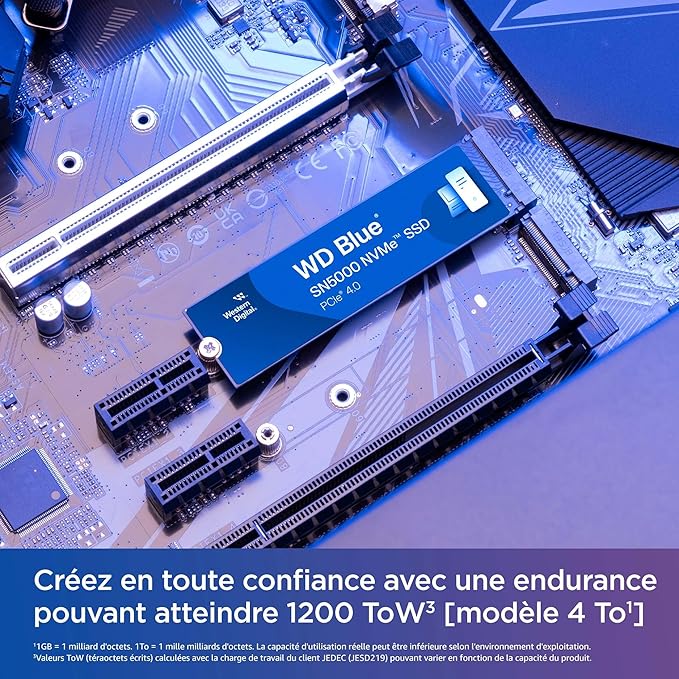 WD Blue®
SN5000 NVMe™ SSD
PCIe® 4.0
Western
Digital®
Créez en toute confiance avec une endurance
pouvant atteindre 1200 ToW³ [modèle 4 To¹]
¹1GB = 1 milliard d'octets. 1To = 1 mille milliards d'octets. La capacité d'utilisation réelle peut être inférieure selon l'environnement d'exploitation.
³Valeurs ToW (téraoctets écrits) calculées avec la charge de travail du client JEDEC (JESD219) pouvant varier en fonction de la capacité du produit.